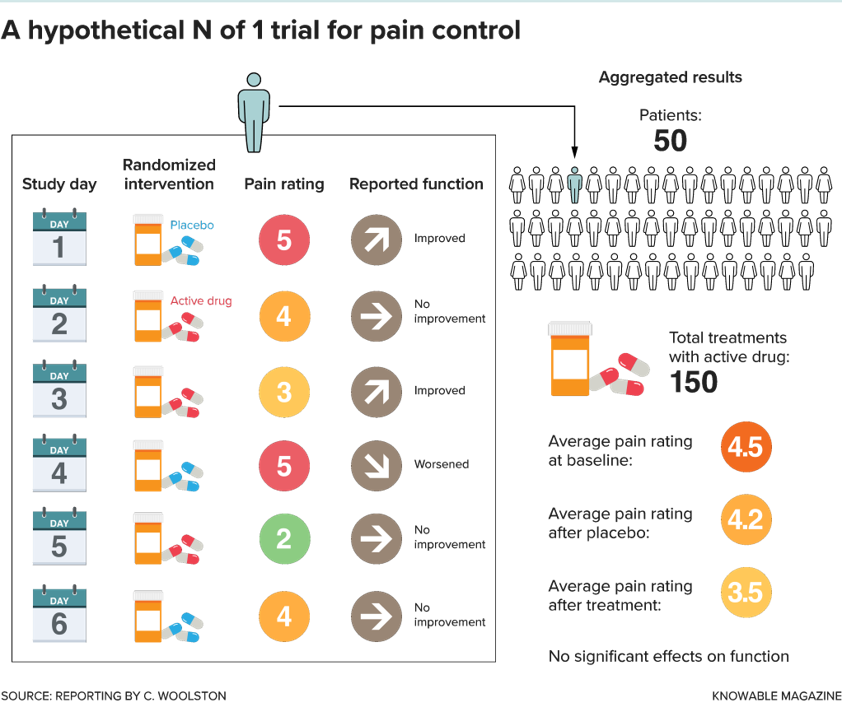 A hypothetical N of 1 trial for pain control
Study day
Randomized
intervention
Pain rating
Reported function
DAY
1
Placebo
5
Improved
DAY
2
Active drug
4
No
improvement
DAY
3
3
Improved
DAY
4
5
Worsened
DAY
5
2
No
improvement
DAY
6
4
No
improvement
Aggregated results
Patients:
50
Total treatments
with active drug:
150
Average pain rating
at baseline:
4.5
Average pain rating
after placebo:
4.2
Average pain rating
after treatment:
3.5
No significant effects on function
SOURCE: REPORTING BY C. WOOLSTON
KNOWABLE MAGAZINE